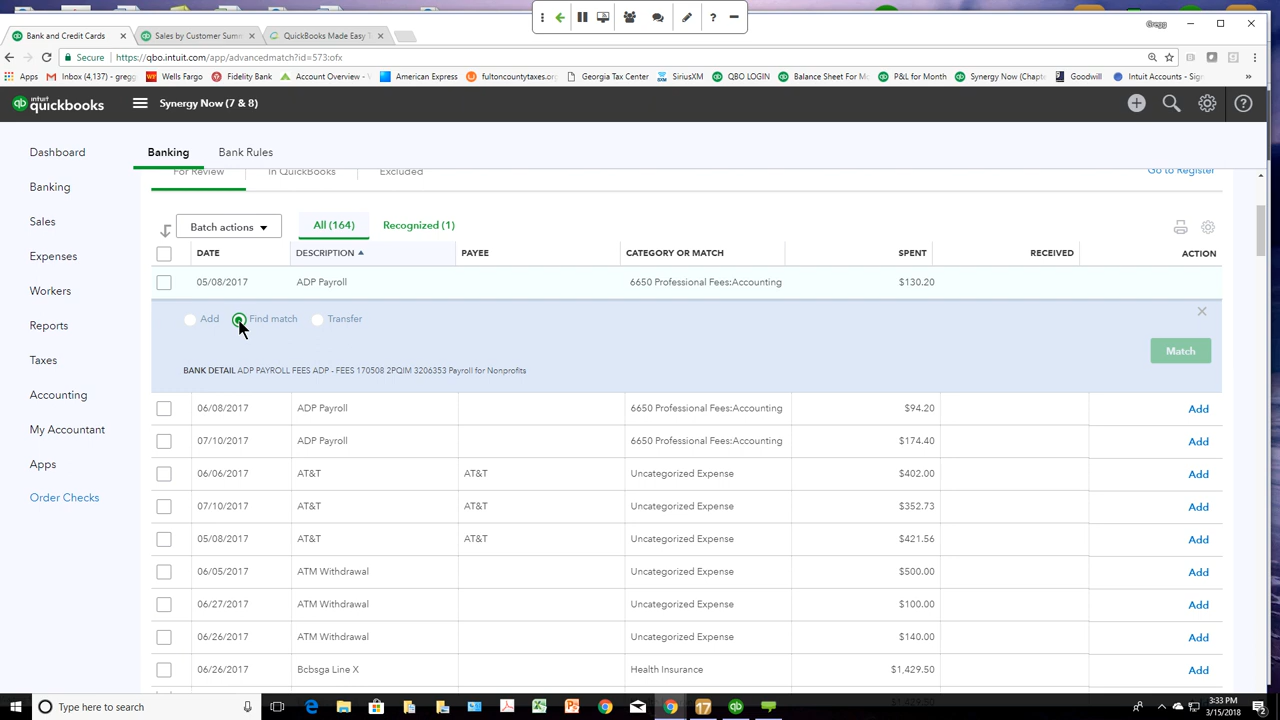 Gregg
Bank and Credit Cards
Sales by Customer Summ
QuickBooks Made Easy T
Secure https://qbo.intuit.com/app/advancedmatch?id=573:ofx
Apps Inbox (4,137) - gregg Wells Fargo Fidelity Bank Account Overview - American Express fultoncountytaxes.org Georgia Tax Center SiriusXM QBO LOGIN Balance Sheet For Mo P&L for Month Synergy Now (Chapte Goodwill Intuit Accounts - Sign
intuit quickbooks Synergy Now (7 & 8)
Dashboard
Banking
Sales
Expenses
Workers
Reports
Taxes
Accounting
My Accountant
Apps
Order Checks
Banking Bank Rules
For Review In QuickBooks Excluded Go to Register
Batch actions All (164) Recognized (1)
DATE DESCRIPTION PAYEE CATEGORY OR MATCH SPENT RECEIVED ACTION
05/08/2017 ADP Payroll 6650 Professional Fees:Accounting $130.20
Add Find match Transfer
Match
BANK DETAIL ADP PAYROLL FEES ADP - FEES 170508 2PQIM 3206353 Payroll for Nonprofits
06/08/2017 ADP Payroll 6650 Professional Fees:Accounting $94.20 Add
07/10/2017 ADP Payroll 6650 Professional Fees:Accounting $174.40 Add
06/06/2017 AT&T AT&T Uncategorized Expense $402.00 Add
07/10/2017 AT&T AT&T Uncategorized Expense $352.73 Add
05/08/2017 AT&T AT&T Uncategorized Expense $421.56 Add
06/05/2017 ATM Withdrawal Uncategorized Expense $500.00 Add
06/27/2017 ATM Withdrawal Uncategorized Expense $100.00 Add
06/26/2017 ATM Withdrawal Uncategorized Expense $140.00 Add
06/26/2017 Bcbsga Line X Health Insurance $1,429.50 Add
Type here to search
17
3:33 PM
3/15/2018
2